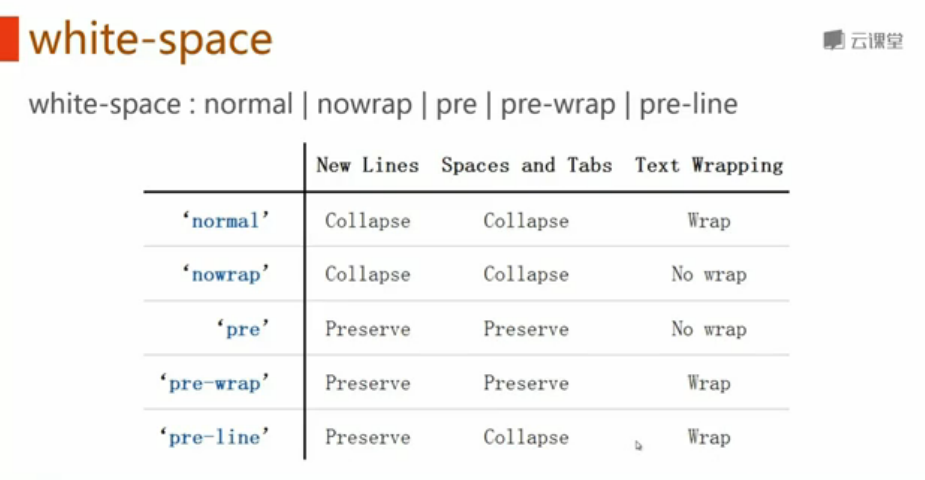 white-space
云课堂
white-space : normal | nowrap | pre | pre-wrap | pre-line
New Lines Spaces and Tabs Text Wrapping
‘normal’ Collapse Collapse Wrap
‘nowrap’ Collapse Collapse No wrap
‘pre’ Preserve Preserve No wrap
‘pre-wrap’ Preserve Preserve Wrap
‘pre-line’ Preserve Collapse Wrap